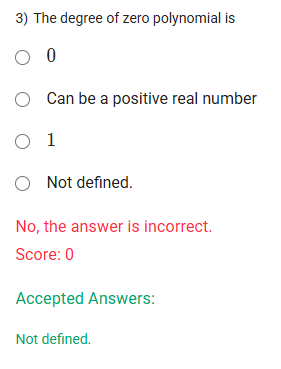 3) The degree of zero polynomial is
0
Can be a positive real number
1
Not defined.
No, the answer is incorrect.
Score: 0
Accepted Answers:
Not defined.